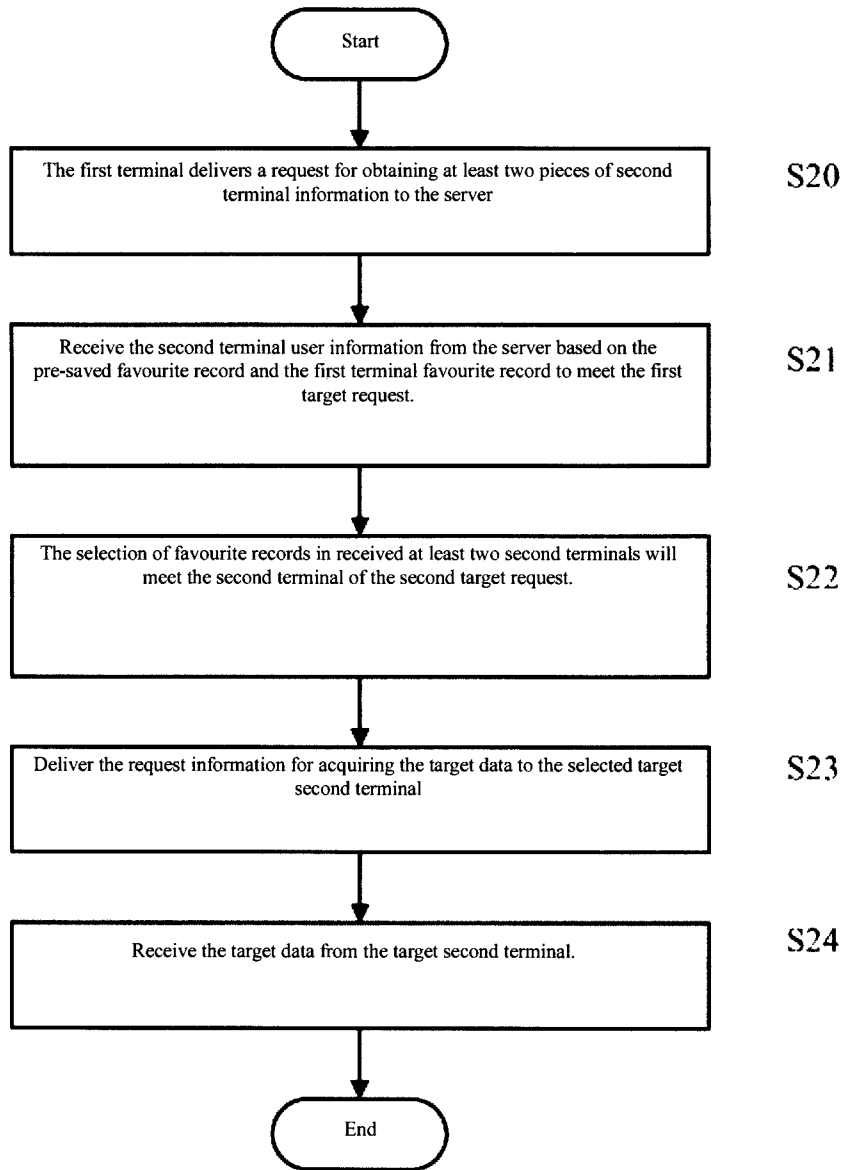 Start
The first terminal delivers a request for obtaining at least two pieces of second
terminal information to the server
S20
Receive the second terminal user information from the server based on the
pre-saved favourite record and the first terminal favourite record to meet the first
target request.
S21
The selection of favourite records in received at least two second terminals will
meet the second terminal of the second target request.
S22
Deliver the request information for acquiring the target data to the selected target
second terminal
S23
Receive the target data from the target second terminal.
S24
End